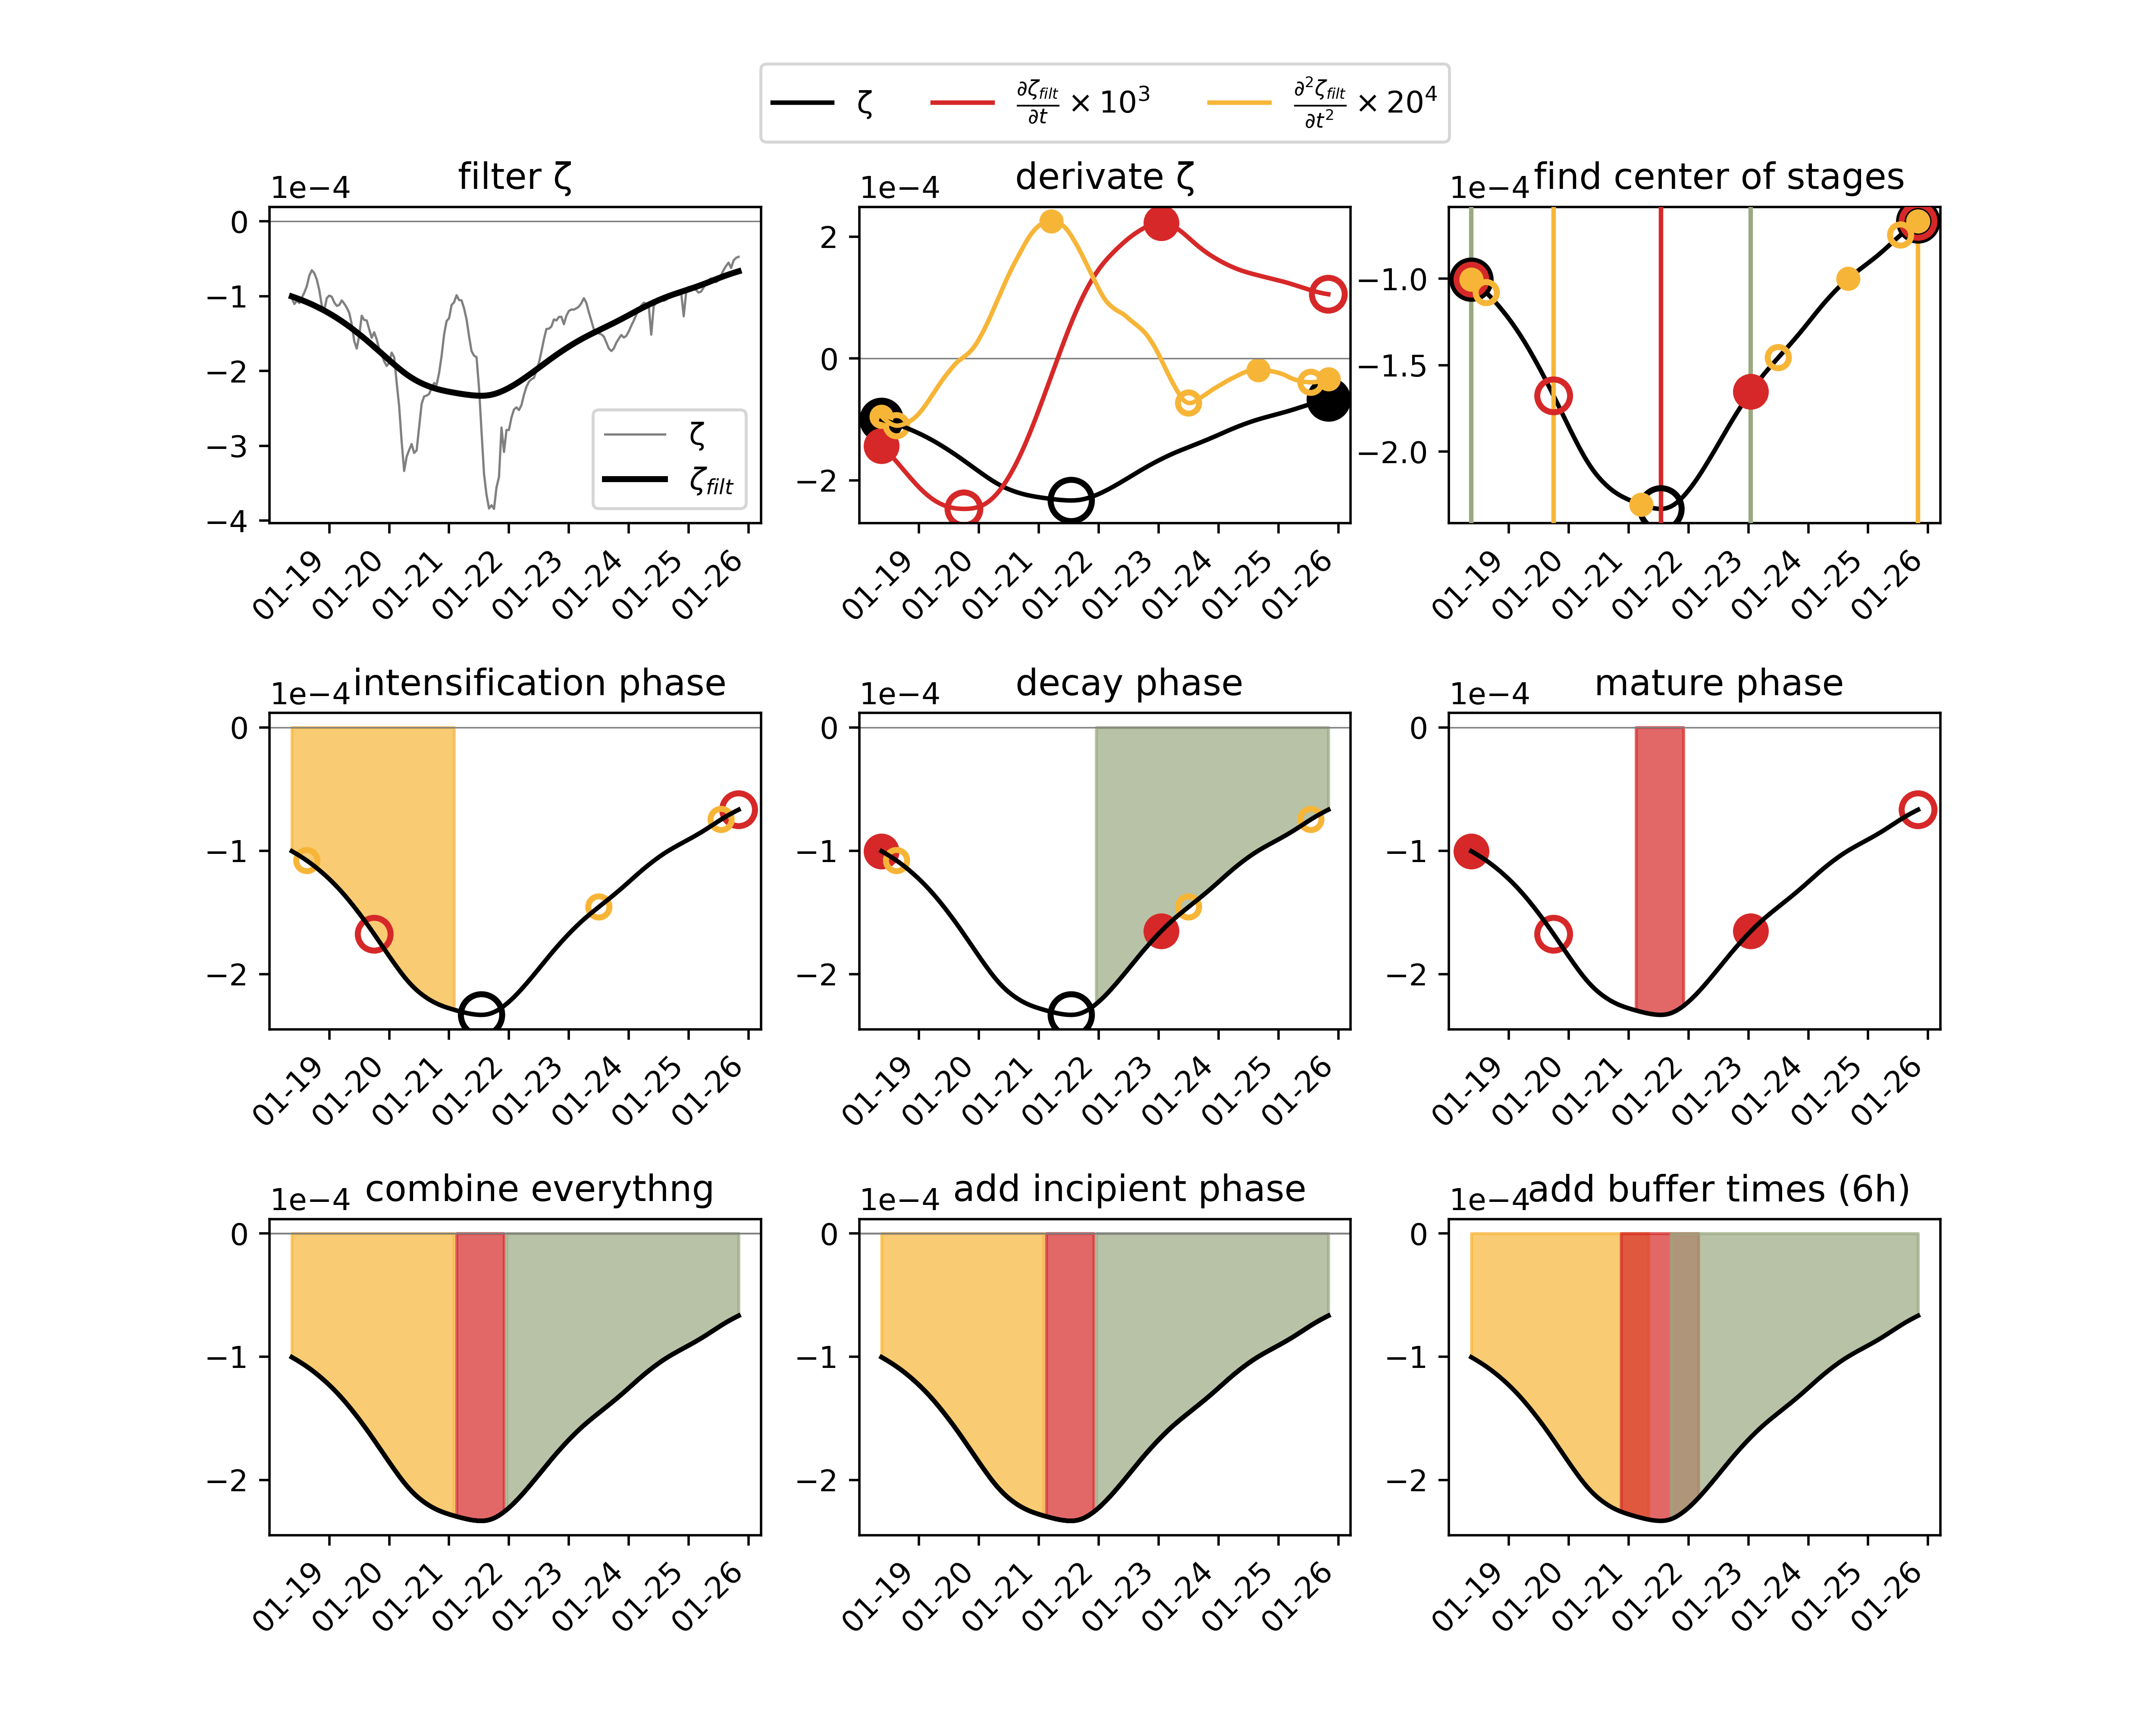 ζ ∂ζ_filt/∂t × 10³ ∂²ζ_filt/∂t² × 20⁴
filter ζ
1e−4
0
−1
−2
−3
−4
ζ
ζ_filt
01-19 01-20 01-21 01-22 01-23 01-24 01-25 01-26
derivate ζ
1e−4
2
0
−2
01-19 01-20 01-21 01-22 01-23 01-24 01-25 01-26
find center of stages
1e−4
−1.0
−1.5
−2.0
01-19 01-20 01-21 01-22 01-23 01-24 01-25 01-26
intensification phase
1e−4
0
−1
−2
01-19 01-20 01-21 01-22 01-23 01-24 01-25 01-26
decay phase
1e−4
0
−1
−2
01-19 01-20 01-21 01-22 01-23 01-24 01-25 01-26
mature phase
1e−4
0
−1
−2
01-19 01-20 01-21 01-22 01-23 01-24 01-25 01-26
combine everythng
1e−4
0
−1
−2
01-19 01-20 01-21 01-22 01-23 01-24 01-25 01-26
add incipient phase
1e−4
0
−1
−2
01-19 01-20 01-21 01-22 01-23 01-24 01-25 01-26
add buffer times (6h)
1e−4
0
−1
−2
01-19 01-20 01-21 01-22 01-23 01-24 01-25 01-26